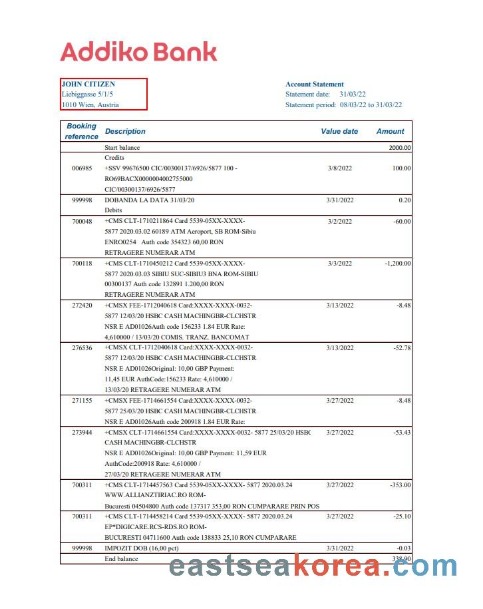 Addiko Bank
JOHN CITIZEN
Liebiggasse 5/1/5
1010 Wien, Austria
Account Statement
Statement date: 31/03/22
Statement period: 08/03/22 to 31/03/22
Booking reference Description Value date Amount
Start balance 2000.00
Credits
006985 +SSV 99676500 CIC/00300137/6926/5877 100 - 3/8/2022 100.00
RO69BACX0000004002755000
CIC/00300137/6926/5877
999998 DOBANDA LA DATA 31/03/20 3/31/2022 0.20
Debits
700048 +CMS CLT-1710211864 Card 5539-05XX-XXXX- 3/2/2022 -60.00
5877 2020.03.02 60189 ATM Aeroport, SB ROM-Sibiu
ENRO0254 Auth code 354323 60,00 RON
RETRAGERE NUMERAR ATM
700118 +CMS CLT-1710450212 Card 5539-05XX-XXXX- 3/3/2022 -1,200.00
5877 2020.03.03 SIBIU SUC-SIBIU3 BNA ROM-SIBIU
00300137 Auth code 132891 1.200,00 RON
RETRAGERE NUMERAR ATM
272420 +CMSX FEE-1712040618 Card:XXXX-XXXX-0032- 3/13/2022 -8.48
5877 12/03/20 HSBC CASH MACHINGBR-CLCHSTR
NSR E AD01026Auth code 156233 1.84 EUR Rate:
4,610000 / 13/03/20 COMIS. TRANZ. BANCOMAT
276536 +CMSX CLT-1712040618 Card:XXXX-XXXX-0032- 3/13/2022 -52.78
5877 12/03/20 HSBC CASH MACHINGBR-CLCHSTR
NSR E AD01026Original: 10,00 GBP Payment:
11,45 EUR AuthCode:156233 Rate: 4,610000 /
13/03/20 RETRAGERE NUMERAR ATM
271155 +CMSX FEE-1714661554 Card:XXXX-XXXX-0032- 3/27/2022 -8.48
5877 25/03/20 HSBC CASH MACHINGBR-CLCHSTR
NSR E AD01026Auth code 200918 1.84 EUR Rate:
273944 +CMSX CLT-1714661554 Card:XXXX-XXXX-0032- 5877 25/03/20 HSBC 3/27/2022 -53.43
CASH MACHINGBR-CLCHSTR
NSR E AD01026Original: 10,00 GBP Payment: 11,59 EUR
AuthCode:200918 Rate: 4,610000 /
27/03/20 RETRAGERE NUMERAR ATM
700311 +CMS CLT-1714457563 Card 5539-05XX-XXXX- 5877 2020.03.24 3/27/2022 -353.00
WWW.ALLIANZTIRIAC.RO ROM-
Bucuresti 04504800 Auth code 137317 353,00 RON CUMPARARE PRIN POS
700311 +CMS CLT-1714458214 Card 5539-05XX-XXXX- 5877 2020.03.24 3/27/2022 -25.10
EP*DIGICARE.RCS-RDS.RO ROM-
BUCURESTI 04711600 Auth code 138833 25,10 RON CUMPARARE
999998 IMPOZIT DOB (16,00 pct) 3/31/2022 -0.03
End balance 338.90
eastseakorea.com